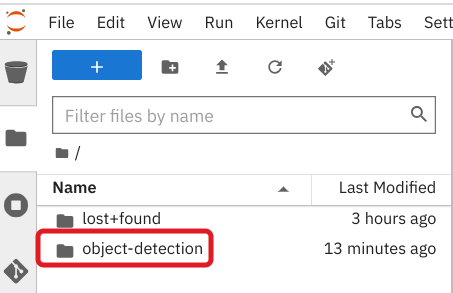 File Edit View Run Kernel Git Tabs Sett
+
Filter files by name
/
Name Last Modified
lost+found 3 hours ago
object-detection 13 minutes ago